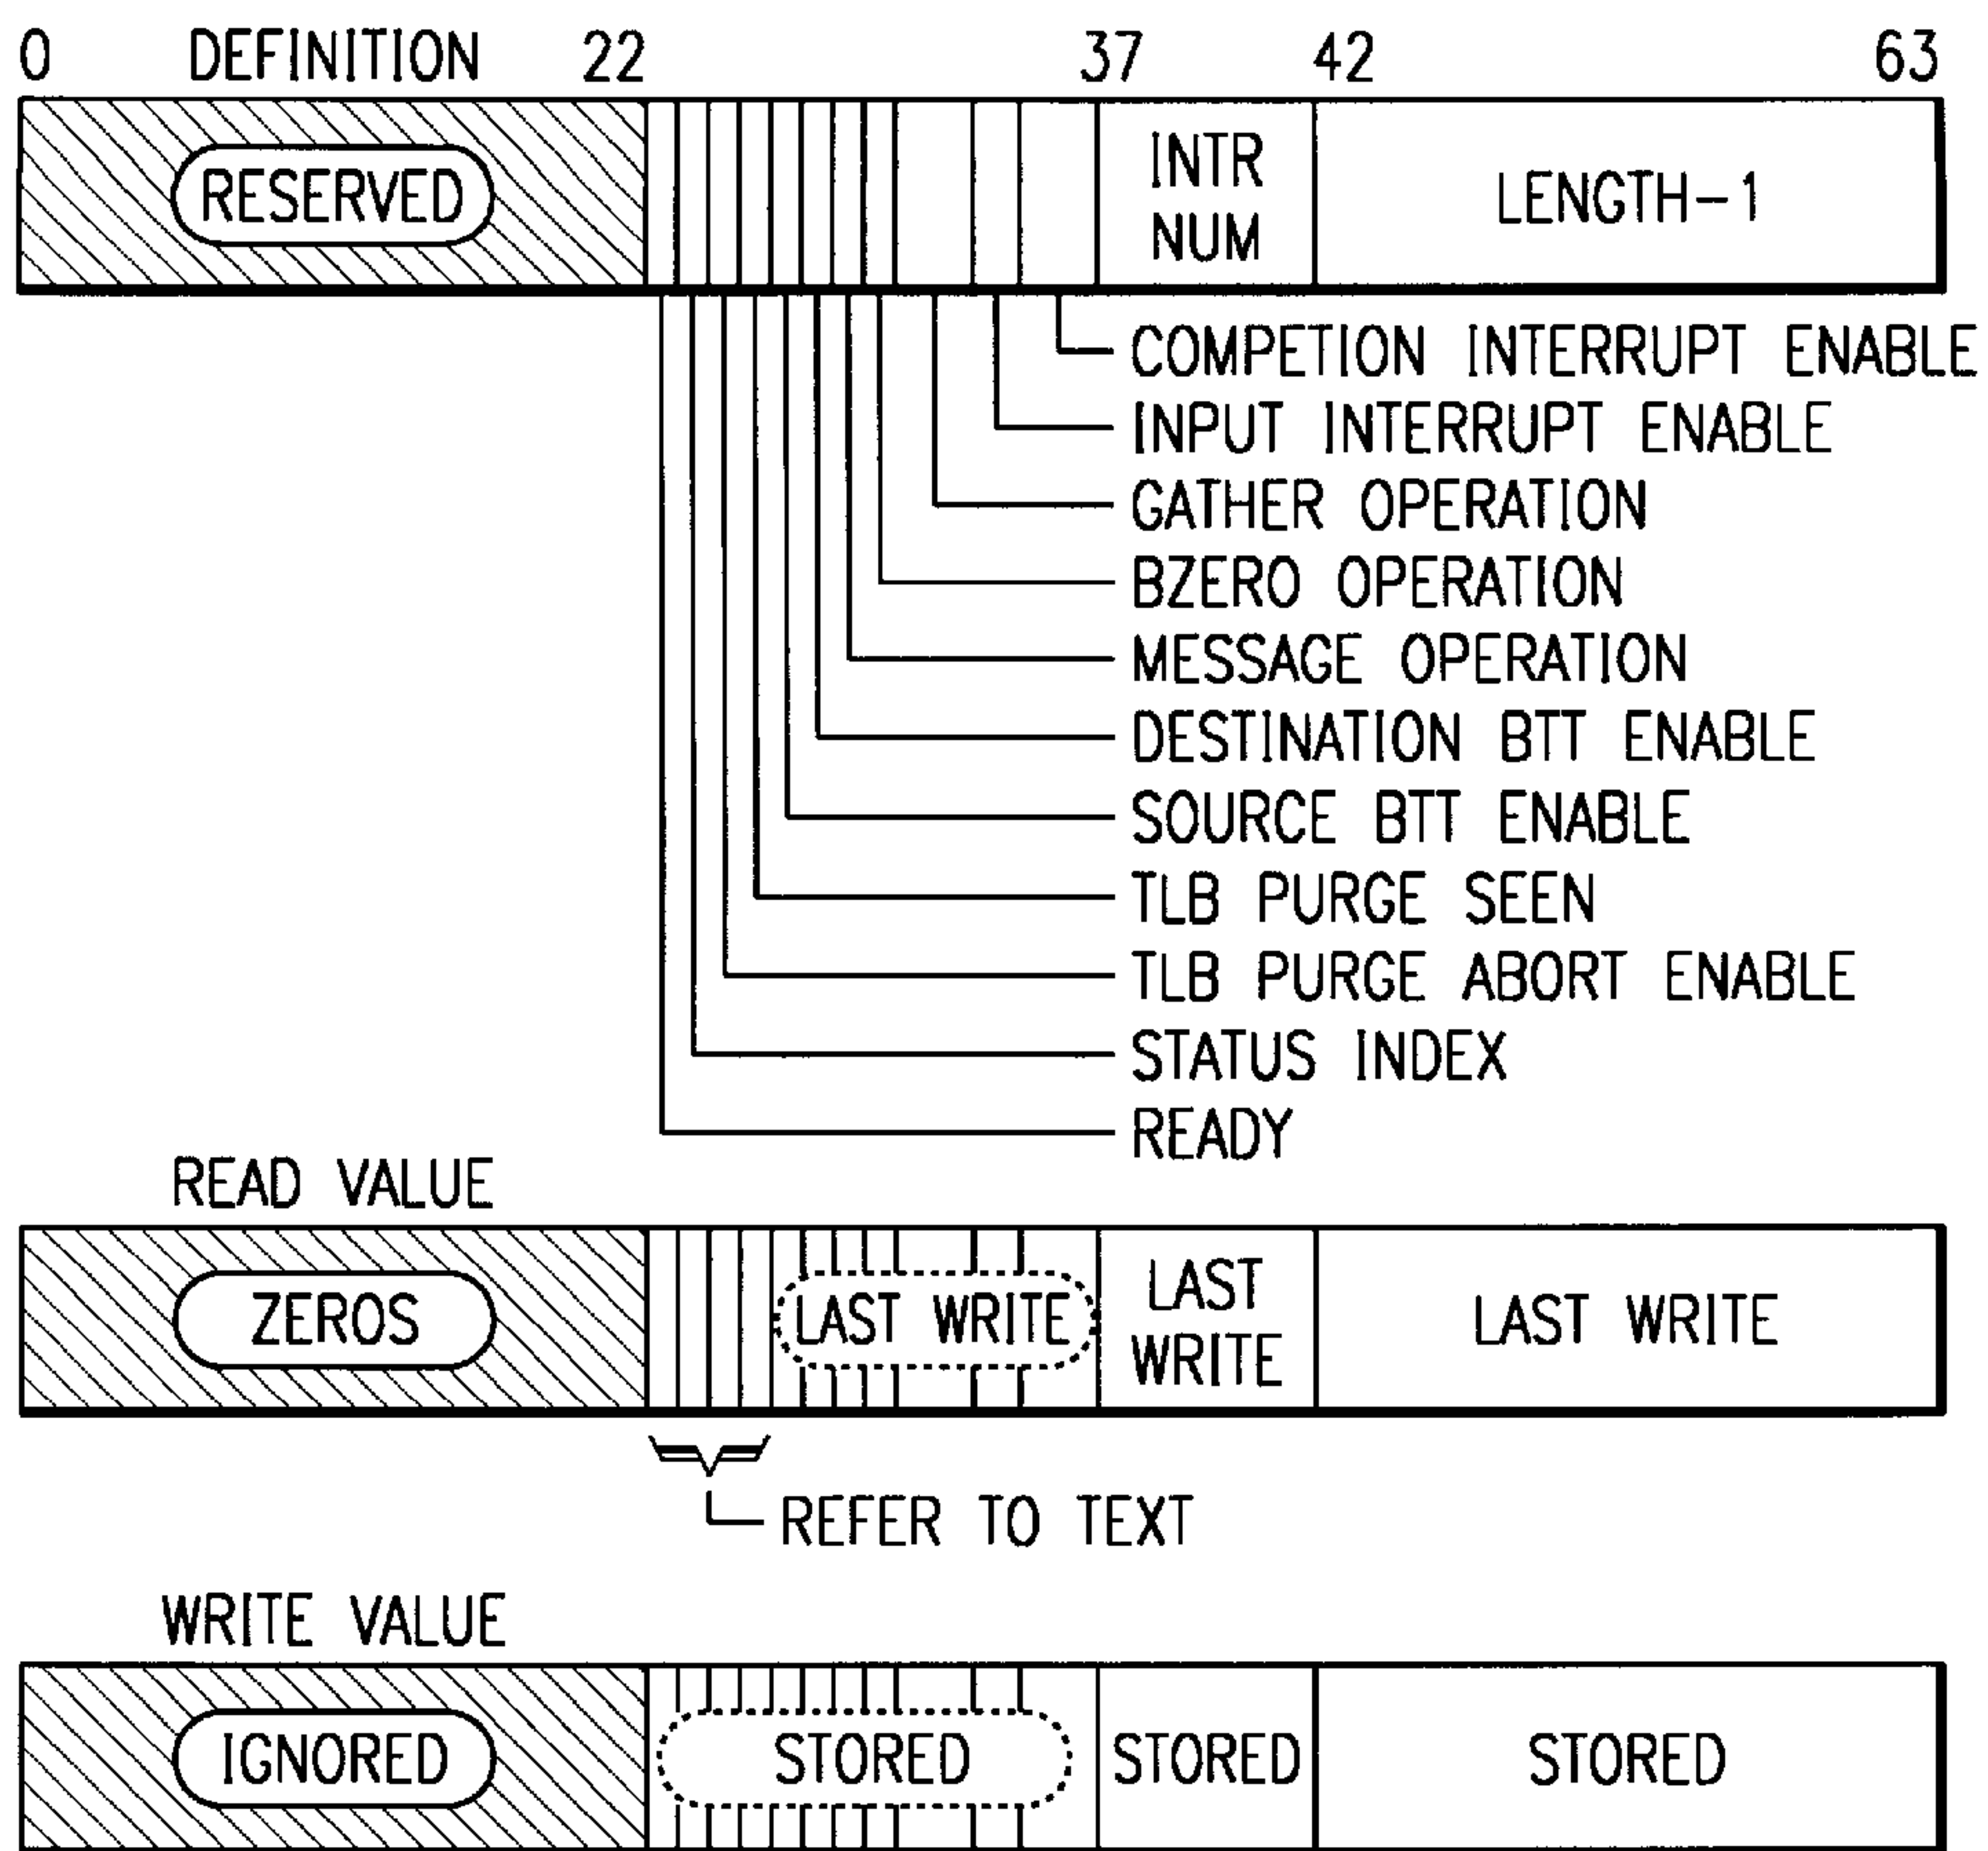 0 DEFINITION 22 37 42 63
RESERVED
INTR
NUM
LENGTH-1
COMPETION INTERRUPT ENABLE
INPUT INTERRUPT ENABLE
GATHER OPERATION
BZERO OPERATION
MESSAGE OPERATION
DESTINATION BTT ENABLE
SOURCE BTT ENABLE
TLB PURGE SEEN
TLB PURGE ABORT ENABLE
STATUS INDEX
READY
READ VALUE
ZEROS
LAST WRITE
LAST
WRITE
LAST WRITE
REFER TO TEXT
WRITE VALUE
IGNORED
STORED
STORED
STORED